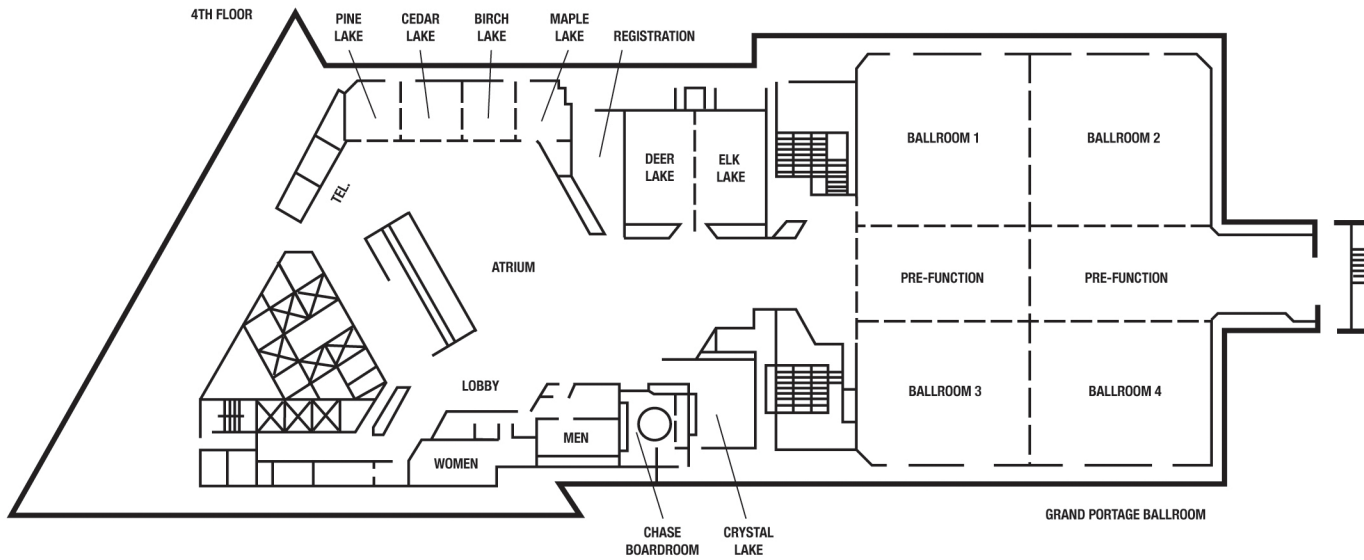 4TH FLOOR
PINE
LAKE
CEDAR
LAKE
BIRCH
LAKE
MAPLE
LAKE
REGISTRATION
BALLROOM 1
BALLROOM 2
DEER
LAKE
ELK
LAKE
TEL.
ATRIUM
PRE-FUNCTION
PRE-FUNCTION
LOBBY
BALLROOM 3
BALLROOM 4
MEN
WOMEN
CHASE
BOARDROOM
CRYSTAL
LAKE
GRAND PORTAGE BALLROOM